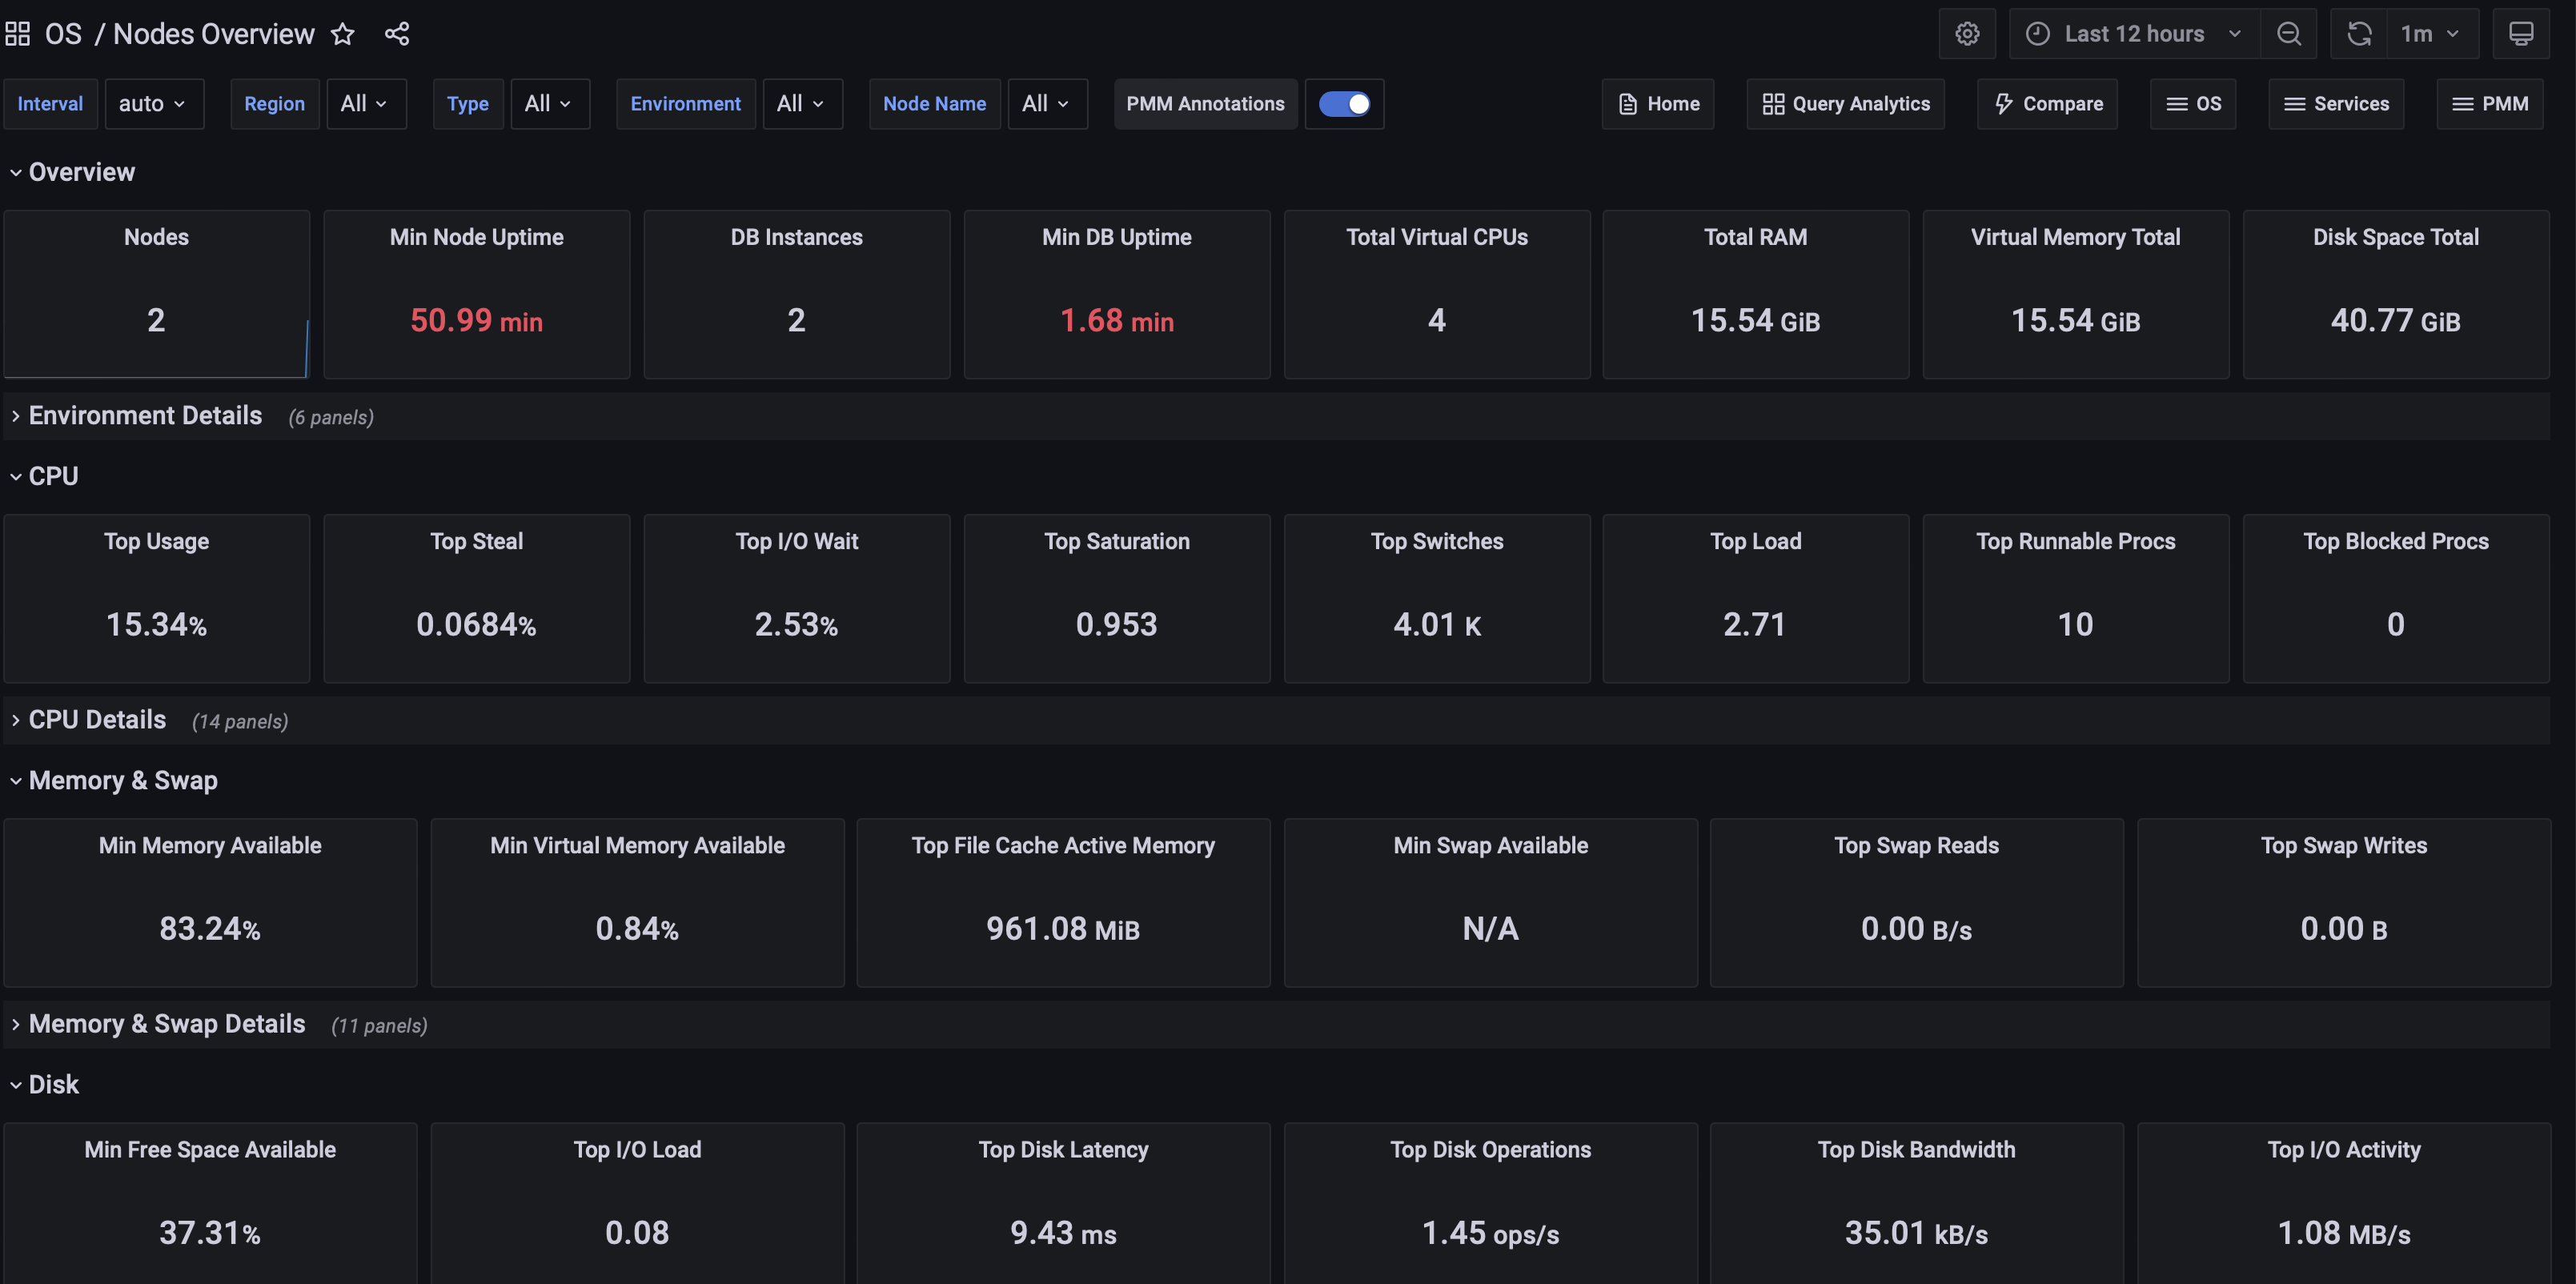 OS / Nodes Overview
Last 12 hours
1m
Interval auto Region All Type All Environment All Node Name All PMM Annotations
Home Query Analytics Compare OS Services PMM
Overview
Nodes
2
Min Node Uptime
50.99 min
DB Instances
2
Min DB Uptime
1.68 min
Total Virtual CPUs
4
Total RAM
15.54 GiB
Virtual Memory Total
15.54 GiB
Disk Space Total
40.77 GiB
Environment Details (6 panels)
CPU
Top Usage
15.34%
Top Steal
0.0684%
Top I/O Wait
2.53%
Top Saturation
0.953
Top Switches
4.01 K
Top Load
2.71
Top Runnable Procs
10
Top Blocked Procs
0
CPU Details (14 panels)
Memory & Swap
Min Memory Available
83.24%
Min Virtual Memory Available
0.84%
Top File Cache Active Memory
961.08 MiB
Min Swap Available
N/A
Top Swap Reads
0.00 B/s
Top Swap Writes
0.00 B
Memory & Swap Details (11 panels)
Disk
Min Free Space Available
37.31%
Top I/O Load
0.08
Top Disk Latency
9.43 ms
Top Disk Operations
1.45 ops/s
Top Disk Bandwidth
35.01 kB/s
Top I/O Activity
1.08 MB/s